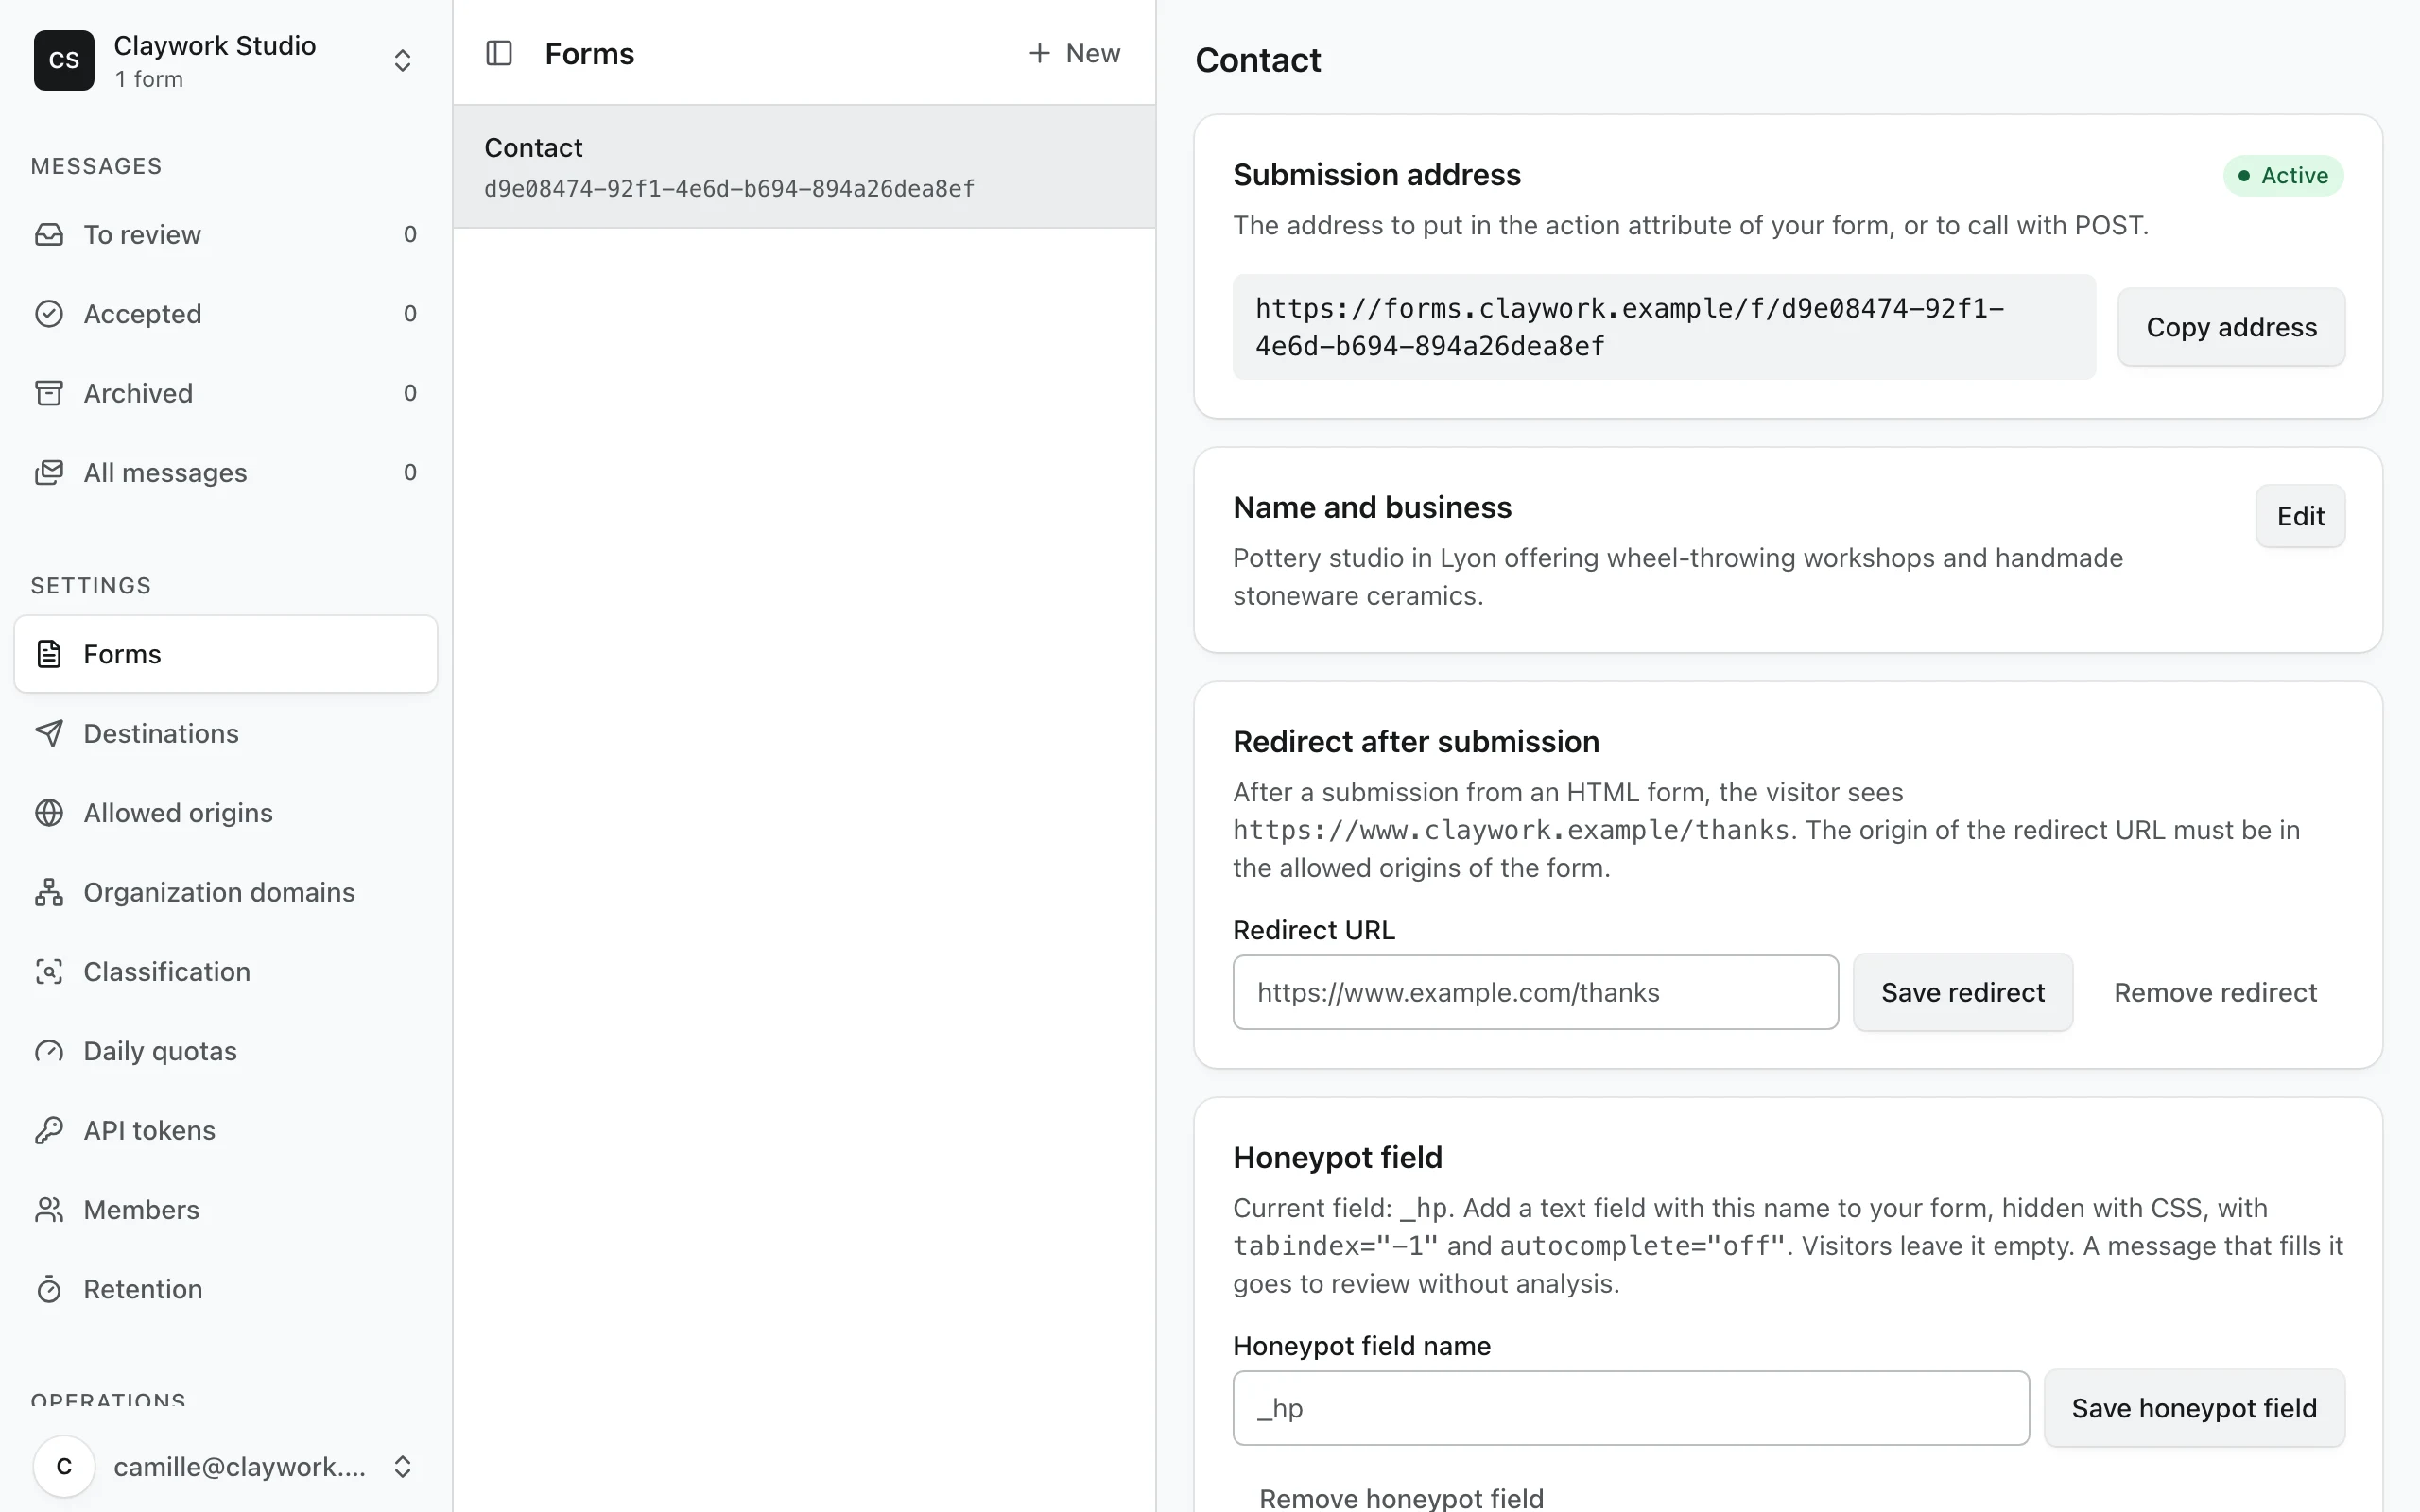 CS
Claywork Studio
1 form
MESSAGES
To review 0
Accepted 0
Archived 0
All messages 0
SETTINGS
Forms
Destinations
Allowed origins
Organization domains
Classification
Daily quotas
API tokens
Members
Retention
OPERATIONS
C
camille@claywork....
Forms
New
Contact
d9e08474-92f1-4e6d-b694-894a26dea8ef
Contact
Submission address
Active
The address to put in the action attribute of your form, or to call with POST.
https://forms.claywork.example/f/d9e08474-92f1-
4e6d-b694-894a26dea8ef
Copy address
Name and business
Edit
Pottery studio in Lyon offering wheel-throwing workshops and handmade
stoneware ceramics.
Redirect after submission
After a submission from an HTML form, the visitor sees
https://www.claywork.example/thanks. The origin of the redirect URL must be in
the allowed origins of the form.
Redirect URL
https://www.example.com/thanks
Save redirect
Remove redirect
Honeypot field
Current field: _hp. Add a text field with this name to your form, hidden with CSS, with
tabindex="-1" and autocomplete="off". Visitors leave it empty. A message that fills it
goes to review without analysis.
Honeypot field name
_hp
Save honeypot field
Remove honeypot field